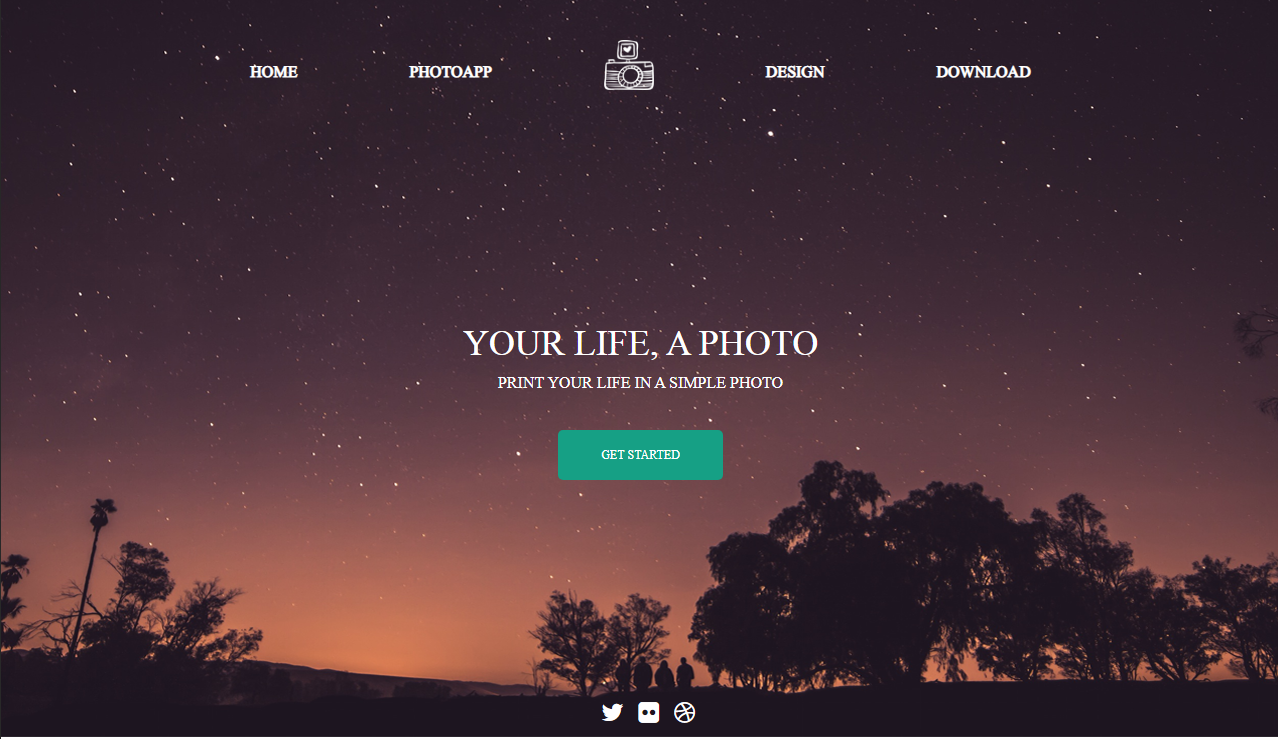 HOME PHOTOAPP DESIGN DOWNLOAD
YOUR LIFE, A PHOTO
PRINT YOUR LIFE IN A SIMPLE PHOTO
GET STARTED